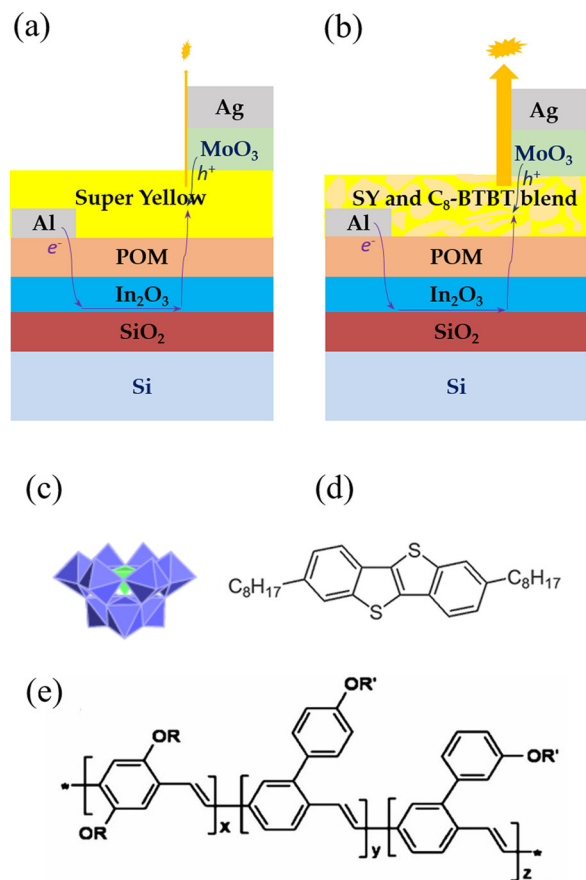 (a)
Ag
MoO3
h+
Super Yellow
Al
e-
POM
In2O3
SiO2
Si
(b)
Ag
MoO3
h+
SY and C8-BTBT blend
Al
e-
POM
In2O3
SiO2
Si
(c)
(d)
S
C8H17
C8H17
S
(e)
OR'
OR
OR'
*
*
OR
x
y
z